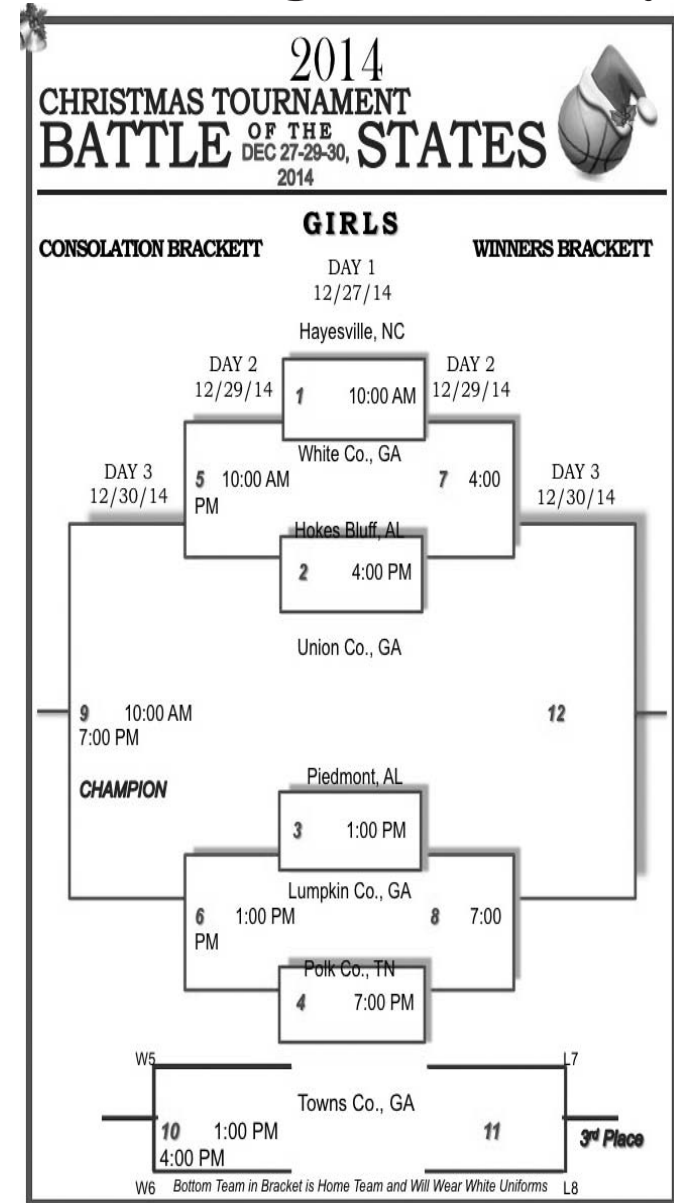 2014
CHRISTMAS TOURNAMENT
BATTLE OF THE STATES
DEC 27-29-30,
2014
GIRLS
CONSOLATION BRACKETT WINNERS BRACKETT
DAY 1
12/27/14
Hayesville, NC
DAY 2 DAY 2
12/29/14 1 10:00 AM 12/29/14
White Co., GA
DAY 3 5 10:00 AM 7 4:00 DAY 3
12/30/14 PM 12/30/14
Hokes Bluff, AL
2 4:00 PM
Union Co., GA
9 10:00 AM 12
7:00 PM
CHAMPION
Piedmont, AL
3 1:00 PM
Lumpkin Co., GA
6 1:00 PM 8 7:00
PM
Polk Co., TN
4 7:00 PM
W5 L7
Towns Co., GA
10 1:00 PM 11 3rd Place
4:00 PM
W6 Bottom Team in Bracket is Home Team and Will Wear White Uniforms L8